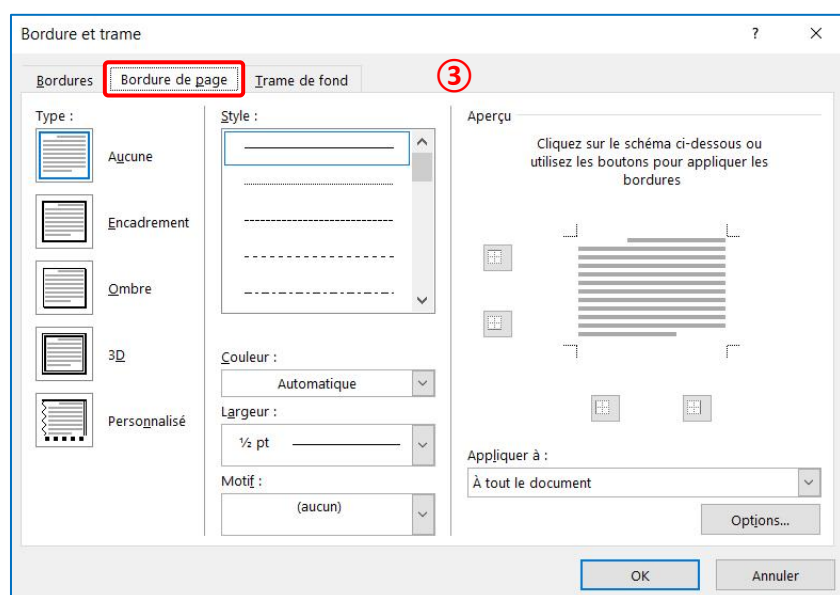 Bordure et trame
?
Bordures
Bordure de page
Trame de fond
③
Type :
Aucune
Encadrement
Ombre
3D
Personnalisé
Style :
Couleur :
Automatique
Largeur :
½ pt
Motif :
(aucun)
Aperçu
Cliquez sur le schéma ci-dessous ou
utilisez les boutons pour appliquer les
bordures
Appliquer à :
À tout le document
Options...
OK
Annuler